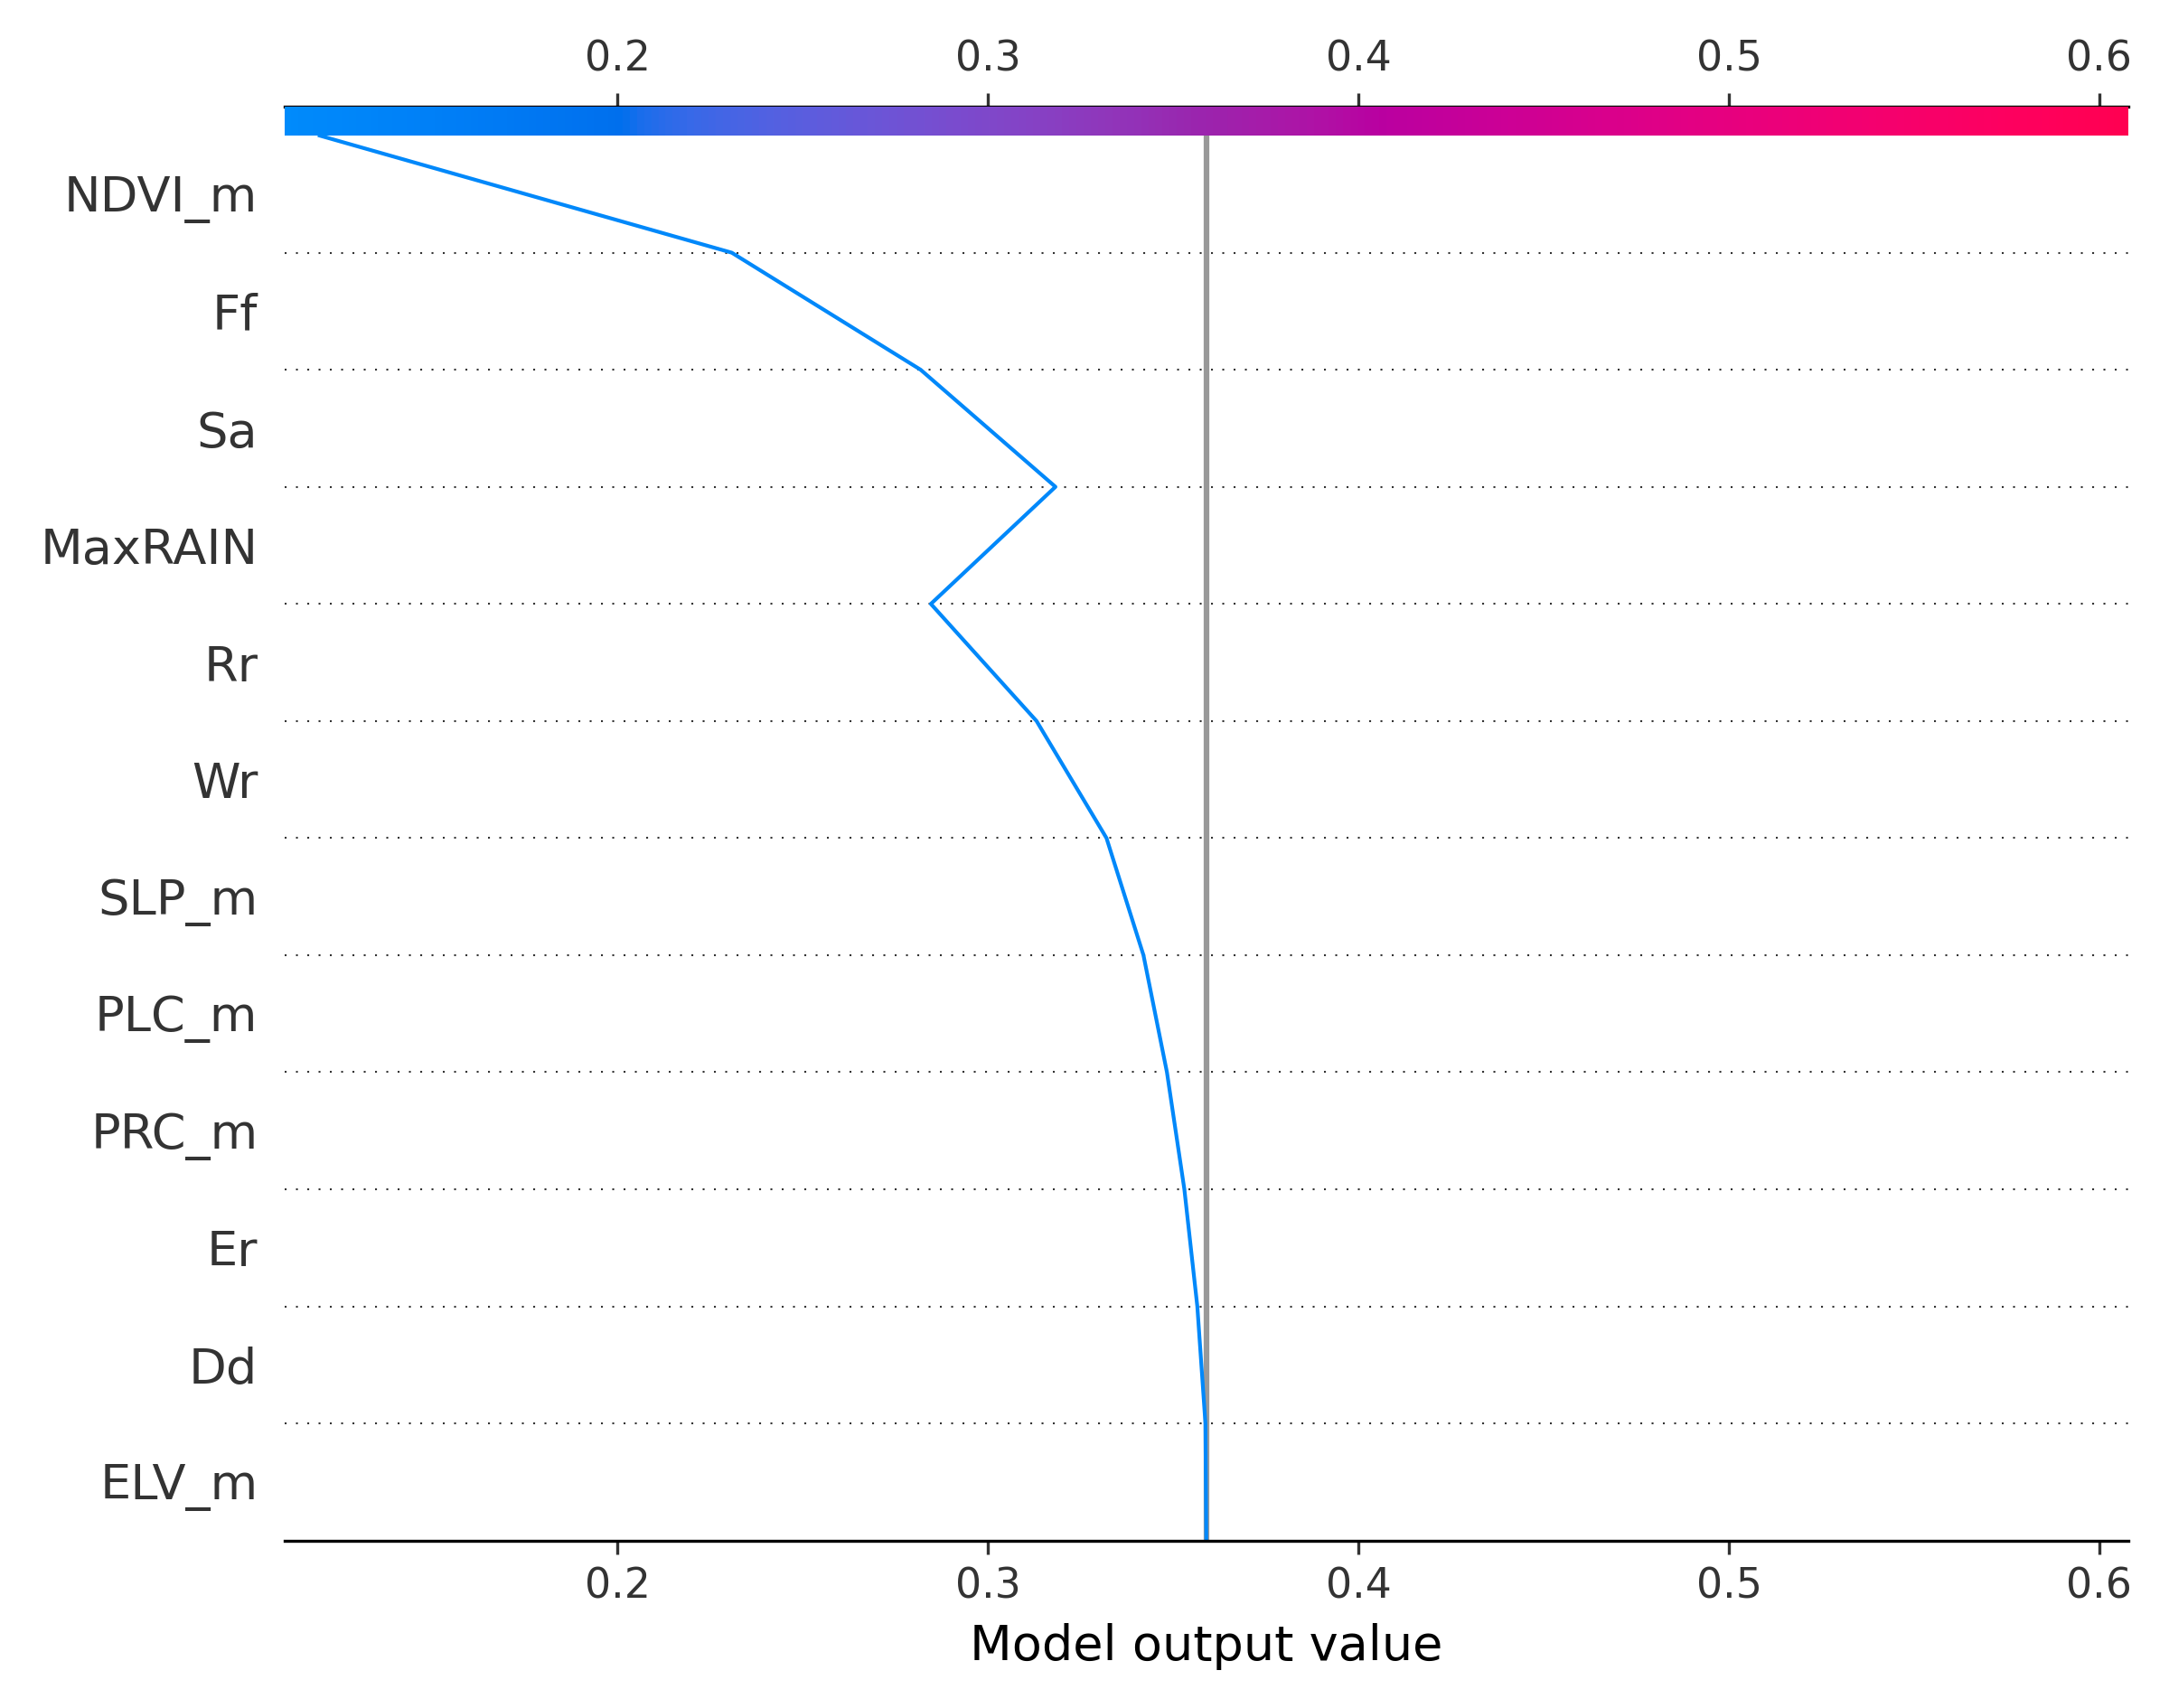 0.2 0.3 0.4 0.5 0.6
NDVI_m
Ff
Sa
MaxRAIN
Rr
Wr
SLP_m
PLC_m
PRC_m
Er
Dd
ELV_m
0.2 0.3 0.4 0.5 0.6
Model output value